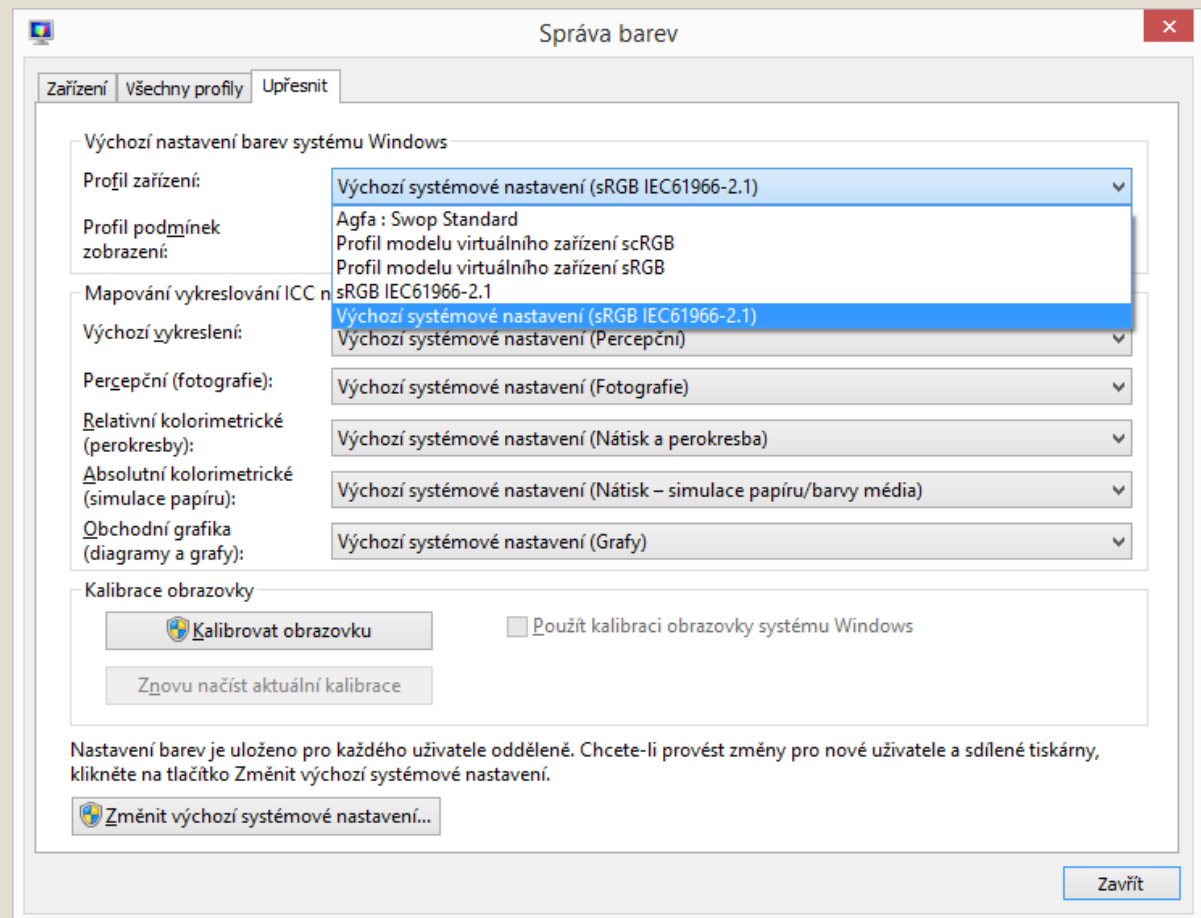 Správa barev
Zařízení
Všechny profily
Upřesnit
Výchozí nastavení barev systému Windows
Profil zařízení:
Výchozí systémové nastavení (sRGB IEC61966-2.1)
Agfa : Swop Standard
Profil modelu virtuálního zařízení scRGB
Profil modelu virtuálního zařízení sRGB
sRGB IEC61966-2.1
Výchozí systémové nastavení (sRGB IEC61966-2.1)
Profil podmínek
zobrazení:
Mapování vykreslování ICC n
Výchozí vykreslení:
Výchozí systémové nastavení (Percepční)
Percepční (fotografie):
Výchozí systémové nastavení (Fotografie)
Relativní kolorimetrické
(perokresby):
Výchozí systémové nastavení (Nátisk a perokresba)
Absolutní kolorimetrické
(simulace papíru):
Výchozí systémové nastavení (Nátisk – simulace papíru/barvy média)
Obchodní grafika
(diagramy a grafy):
Výchozí systémové nastavení (Grafy)
Kalibrace obrazovky
Kalibrovat obrazovku
Použít kalibraci obrazovky systému Windows
Znovu načíst aktuální kalibrace
Nastavení barev je uloženo pro každého uživatele odděleně. Chcete-li provést změny pro nové uživatele a sdílené tiskárny,
klikněte na tlačítko Změnit výchozí systémové nastavení.
Změnit výchozí systémové nastavení...
Zavřít